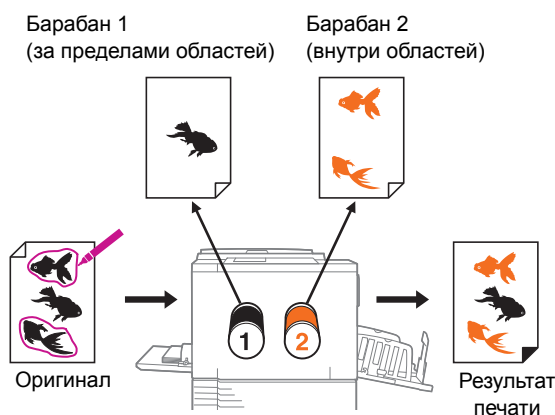 Барабан 1
(за пределами областей)
Барабан 2
(внутри областей)
1
2
Оригинал
Результат
печати